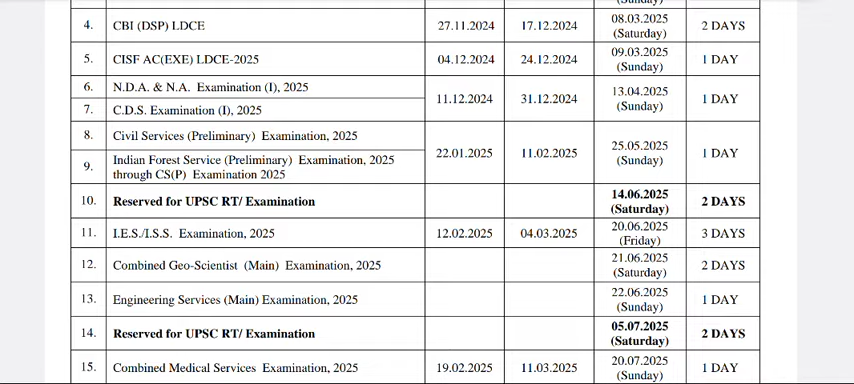 (Sunday)
4. CBI (DSP) LDCE 27.11.2024 17.12.2024 08.03.2025 (Saturday) 2 DAYS
5. CISF AC(EXE) LDCE-2025 04.12.2024 24.12.2024 09.03.2025 (Sunday) 1 DAY
6. N.D.A. & N.A. Examination (I), 2025 11.12.2024 31.12.2024 13.04.2025 (Sunday) 1 DAY
7. C.D.S. Examination (I), 2025
8. Civil Services (Preliminary) Examination, 2025 22.01.2025 11.02.2025 25.05.2025 (Sunday) 1 DAY
9. Indian Forest Service (Preliminary) Examination, 2025
through CS(P) Examination 2025
10. Reserved for UPSC RT/ Examination 14.06.2025 (Saturday) 2 DAYS
11. I.E.S./I.S.S. Examination, 2025 12.02.2025 04.03.2025 20.06.2025 (Friday) 3 DAYS
12. Combined Geo-Scientist (Main) Examination, 2025 21.06.2025 (Saturday) 2 DAYS
13. Engineering Services (Main) Examination, 2025 22.06.2025 (Sunday) 1 DAY
14. Reserved for UPSC RT/ Examination 05.07.2025 (Saturday) 2 DAYS
15. Combined Medical Services Examination, 2025 19.02.2025 11.03.2025 20.07.2025 (Sunday) 1 DAY